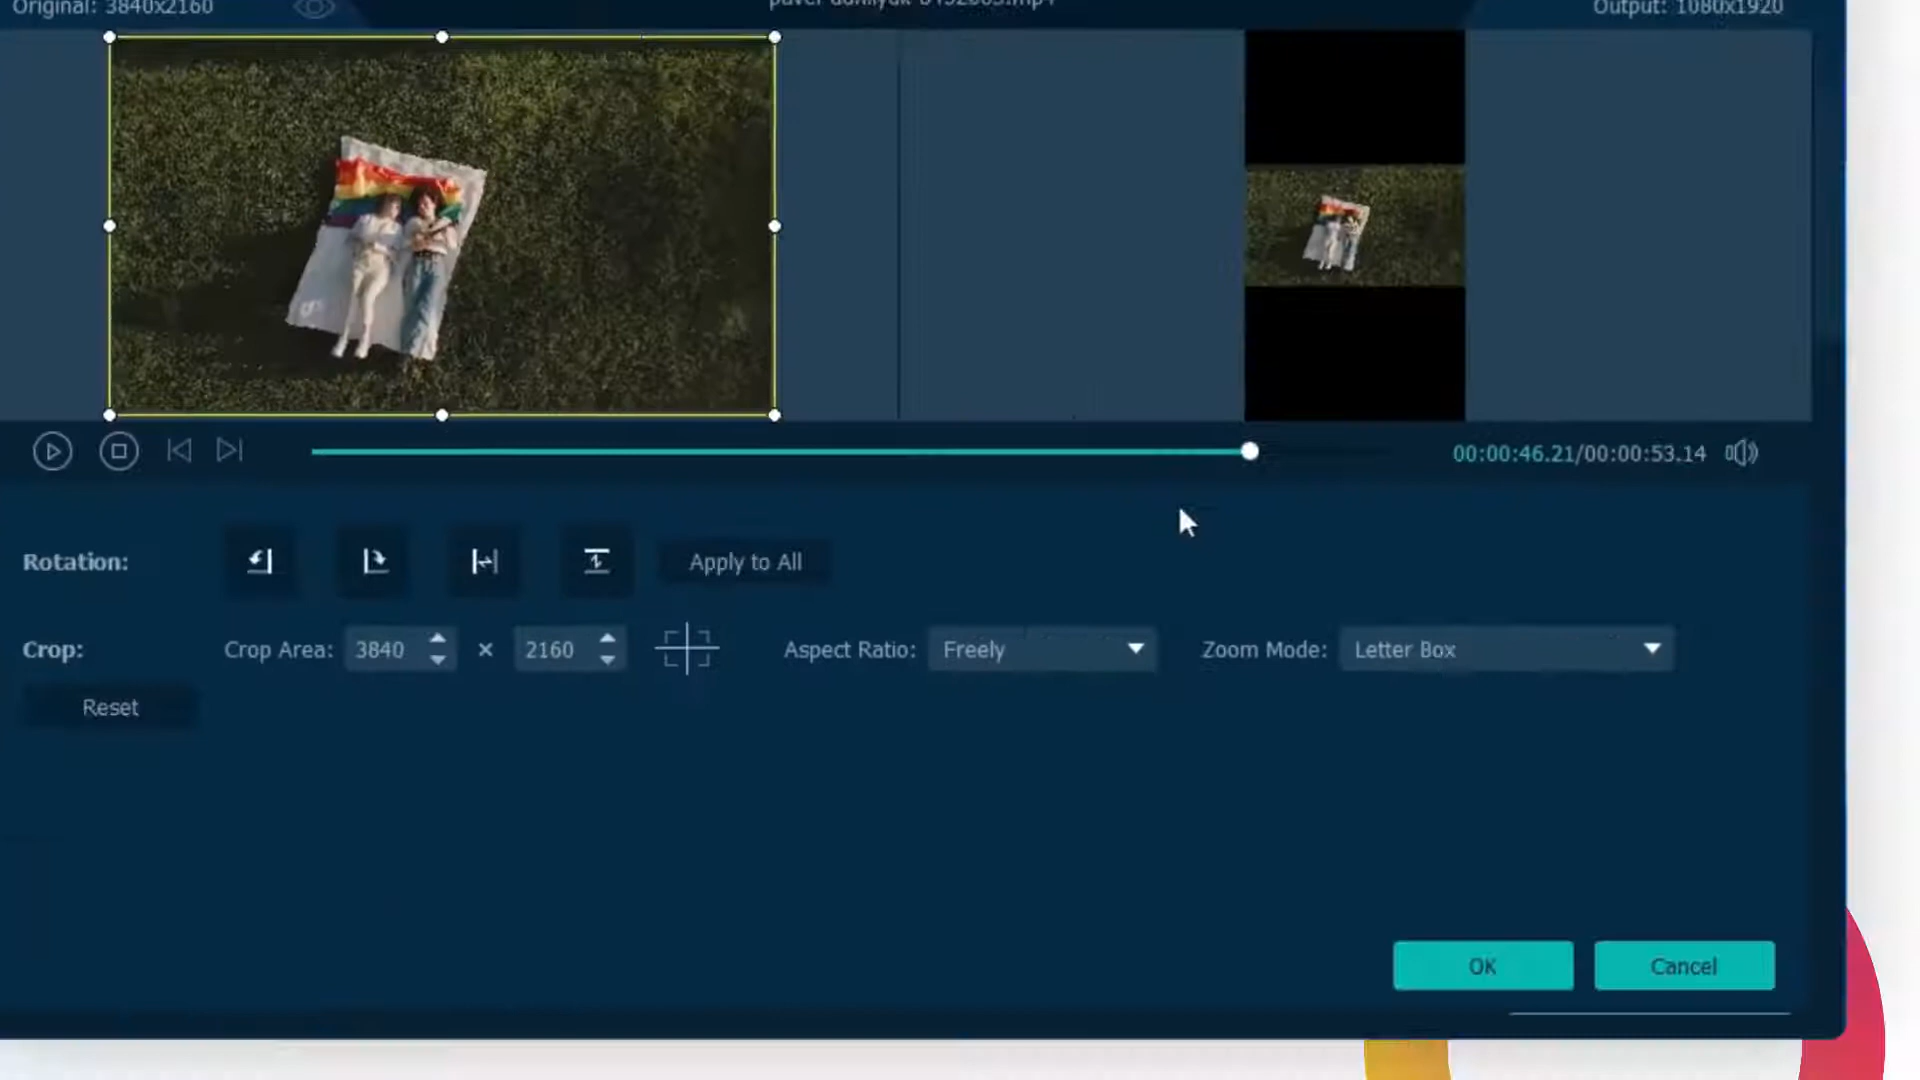 Original: 3840x2160
Output: 1080x1920
00:00:46.21/00:00:53.14
Rotation:
Apply to All
Crop:
Crop Area:
3840
×
2160
Aspect Ratio:
Freely
Zoom Mode:
Letter Box
Reset
OK
Cancel